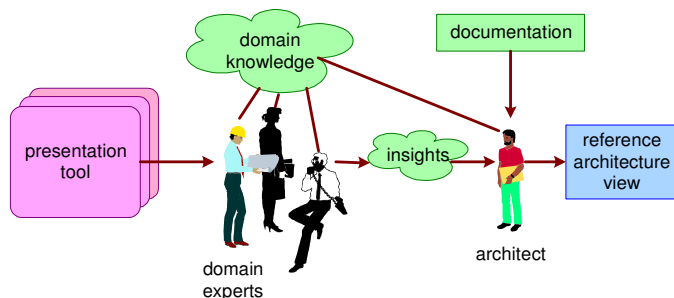 domain
knowledge
documentation
presentation
tool
insights
reference
architecture
view
architect
domain
experts